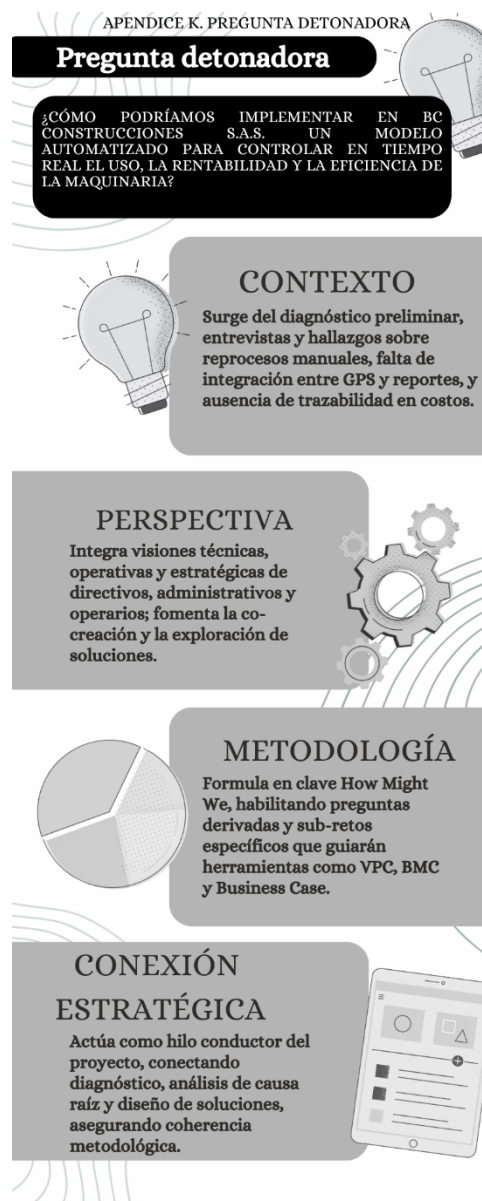 APENDICE K. PREGUNTA DETONADORA
Pregunta detonadora
¿CÓMO PODRÍAMOS IMPLEMENTAR EN BC
CONSTRUCCIONES S.A.S. UN MODELO
AUTOMATIZADO PARA CONTROLAR EN TIEMPO
REAL EL USO, LA RENTABILIDAD Y LA EFICIENCIA DE
LA MAQUINARIA?
CONTEXTO
Surge del diagnóstico preliminar,
entrevistas y hallazgos sobre
reprocesos manuales, falta de
integración entre GPS y reportes, y
ausencia de trazabilidad en costos.
PERSPECTIVA
Integra visiones técnicas,
operativas y estratégicas de
directivos, administrativos y
operarios; fomenta la co-
creación y la exploración de
soluciones.
METODOLOGÍA
Formula en clave How Might
We, habilitando preguntas
derivadas y sub-retos
específicos que guiarán
herramientas como VPC, BMC
y Business Case.
CONEXIÓN
ESTRATÉGICA
Actúa como hilo conductor del
proyecto, conectando
diagnóstico, análisis de causa
raíz y diseño de soluciones,
asegurando coherencia
metodológica.